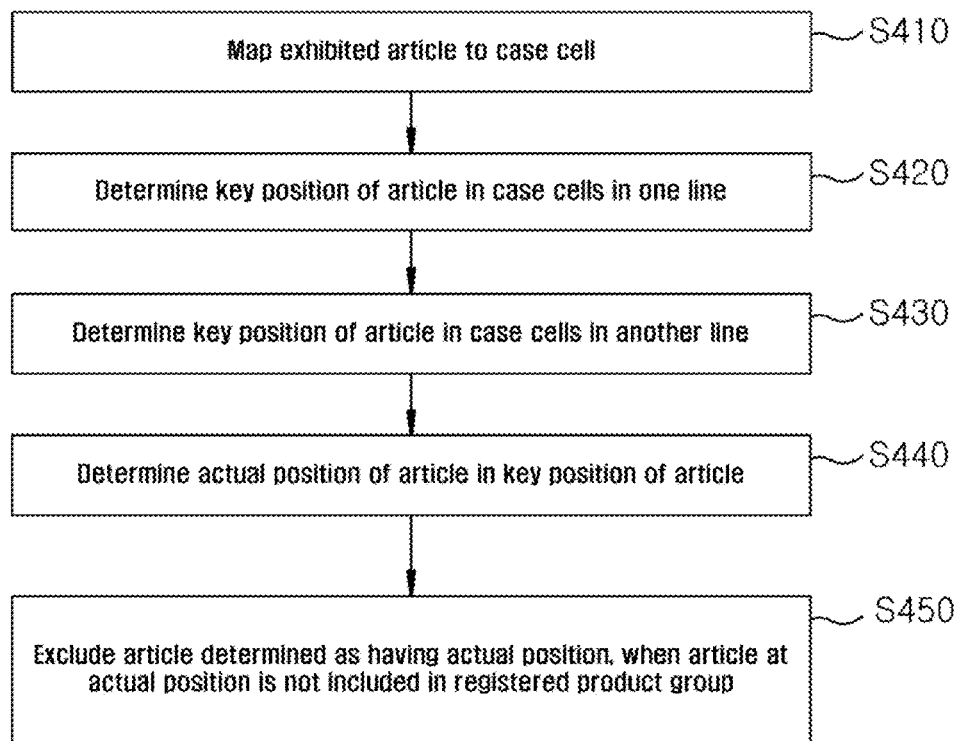 Map exhibited article to case cell
S410
Determine key position of article in case cells in one line
S420
Determine key position of article in case cells in another line
S430
Determine actual position of article in key position of article
S440
Exclude article determined as having actual position, when article at
actual position is not included in registered product group
S450